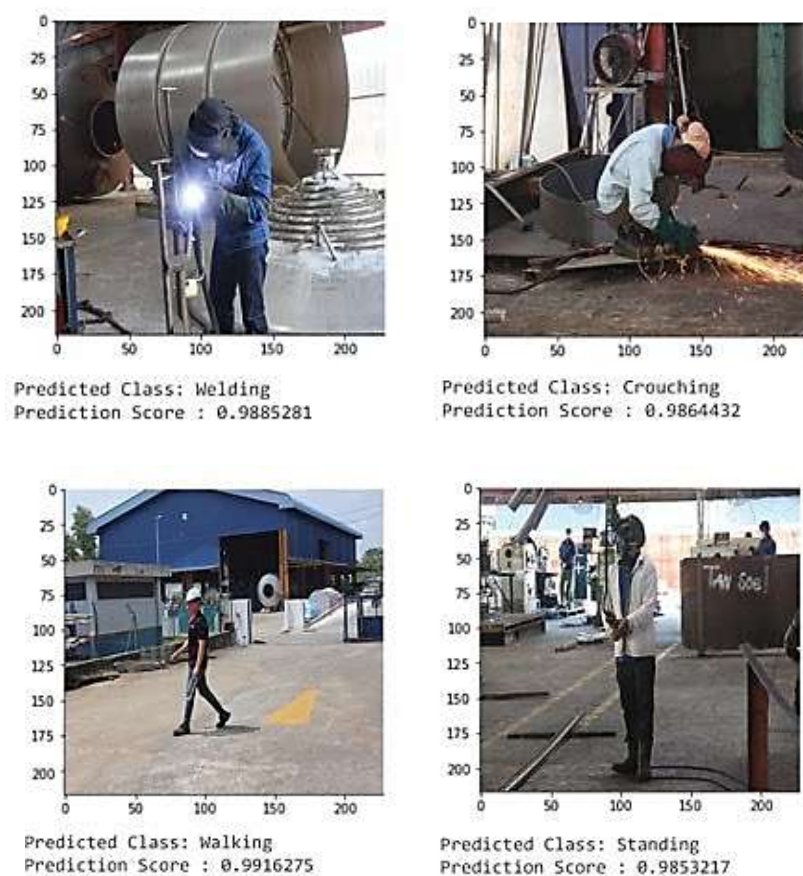 0
25
50
75
100
125
150
175
200
0 50 100 150 200
Predicted Class: Welding
Prediction Score : 0.9885281
0
25
50
75
100
125
150
175
200
0 50 100 150 200
Predicted Class: Crouching
Prediction Score : 0.9864432
0
25
50
75
100
125
150
175
200
0 50 100 150 200
Predicted Class: Walking
Prediction Score : 0.9916275
0
25
50
75
100
125
150
175
200
TAN
0 50 100 150 200
Predicted Class: Standing
Prediction Score : 0.9853217